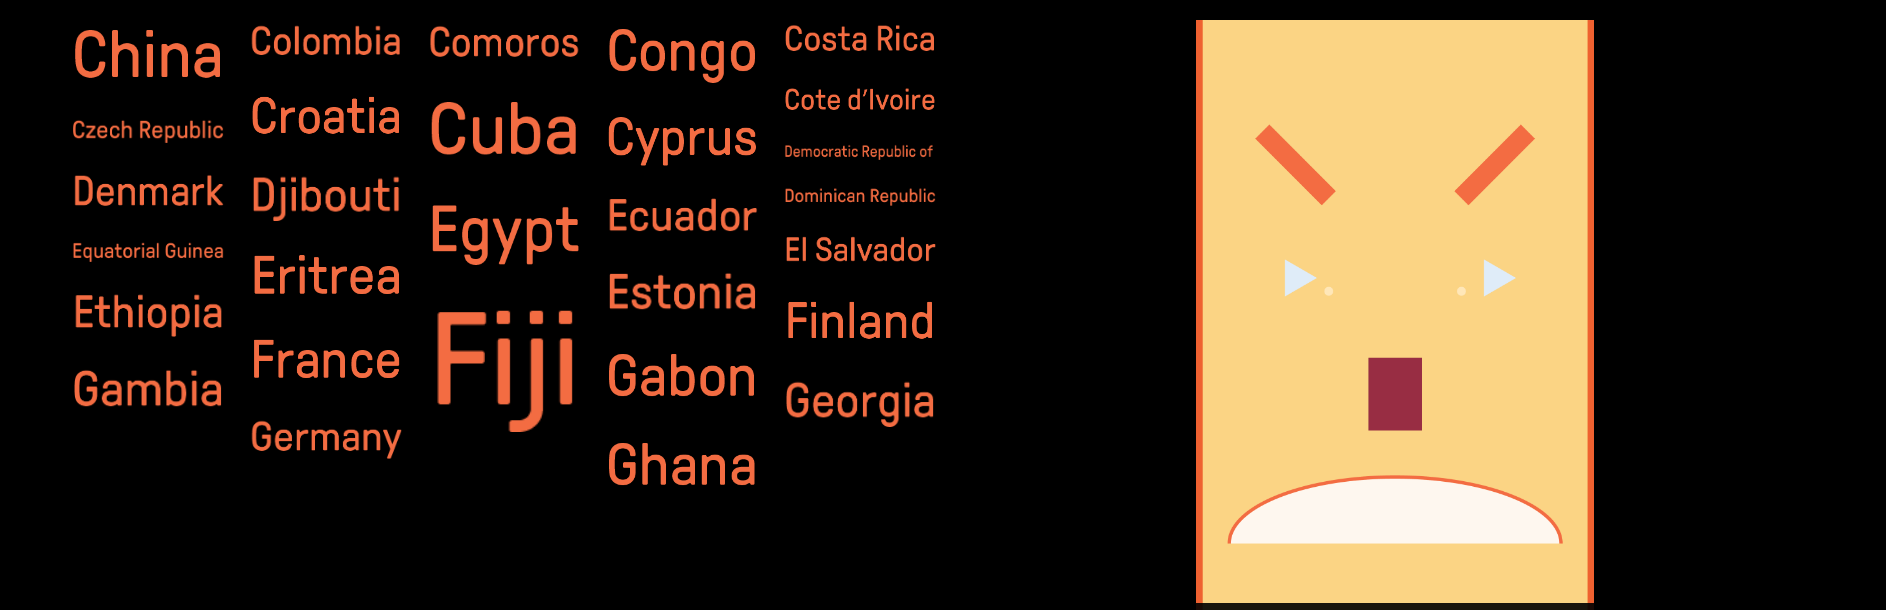 China
Colombia
Comoros
Congo
Costa Rica
Czech Republic
Croatia
Cuba
Cyprus
Cote d'Ivoire
Denmark
Djibouti
Egypt
Ecuador
Democratic Republic of
Equatorial Guinea
Eritrea
Fiji
Estonia
Dominican Republic
Ethiopia
France
Gabon
El Salvador
Gambia
Germany
Ghana
Finland
Georgia